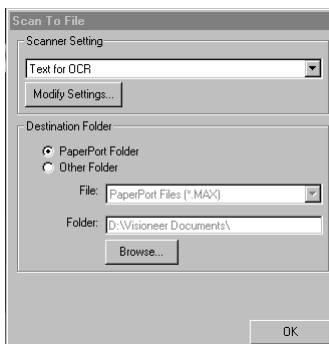 Scan To File
Scanner Setting
Text for OCR
Modify Settings...
Destination Folder
PaperPort Folder
Other Folder
File: PaperPort Files (*.MAX)
Folder: D:\Visioneer Documents\
Browse...
OK